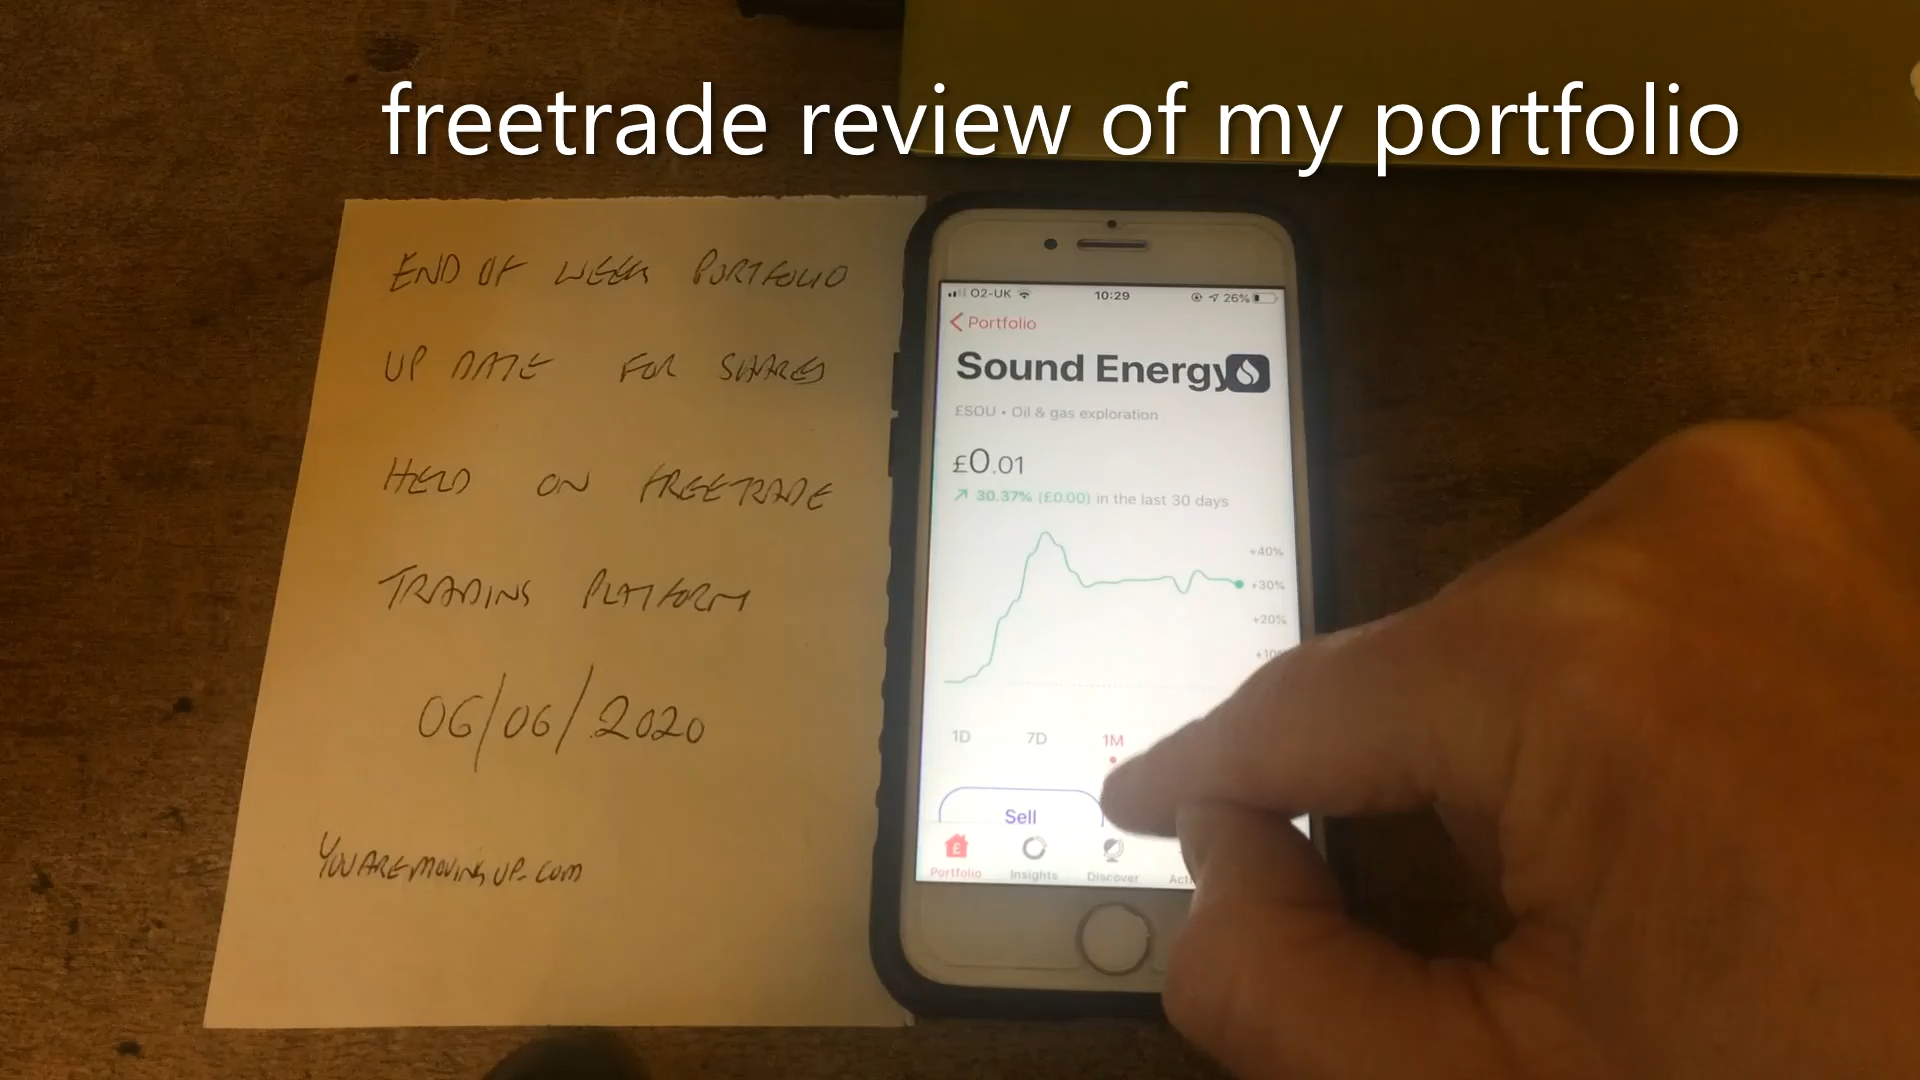 freetrade review of my portfolio
END OF WEEK PORTFOLIO
UP DATE FOR SHARES
HELD ON FREETRADE
TRADING PLATFORM
06/06/2020
YOUAREMOVINGUP.COM
O2-UK 10:29 26%
Portfolio
Sound Energy
£SOU • Oil & gas exploration
£0.01
30.37% (£0.00) in the last 30 days
+40%
+30%
+20%
+10%
1D 7D 1M
Sell
Portfolio Insights Discover